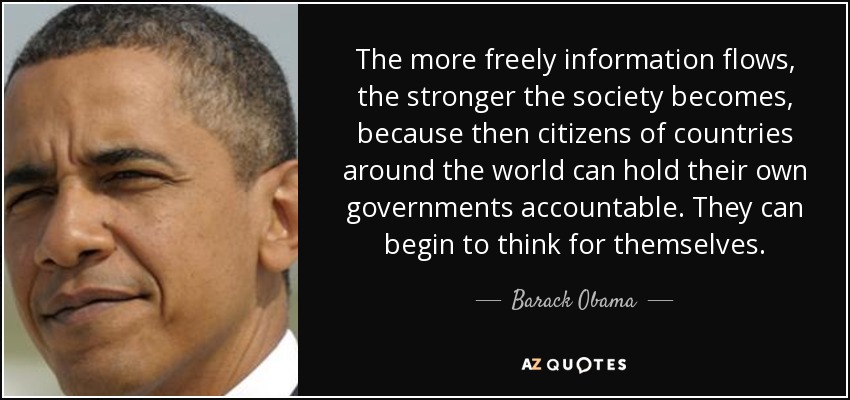 The more freely information flows,
the stronger the society becomes,
because then citizens of countries
around the world can hold their own
governments accountable. They can
begin to think for themselves.
Barack Obama
AZ QUOTES